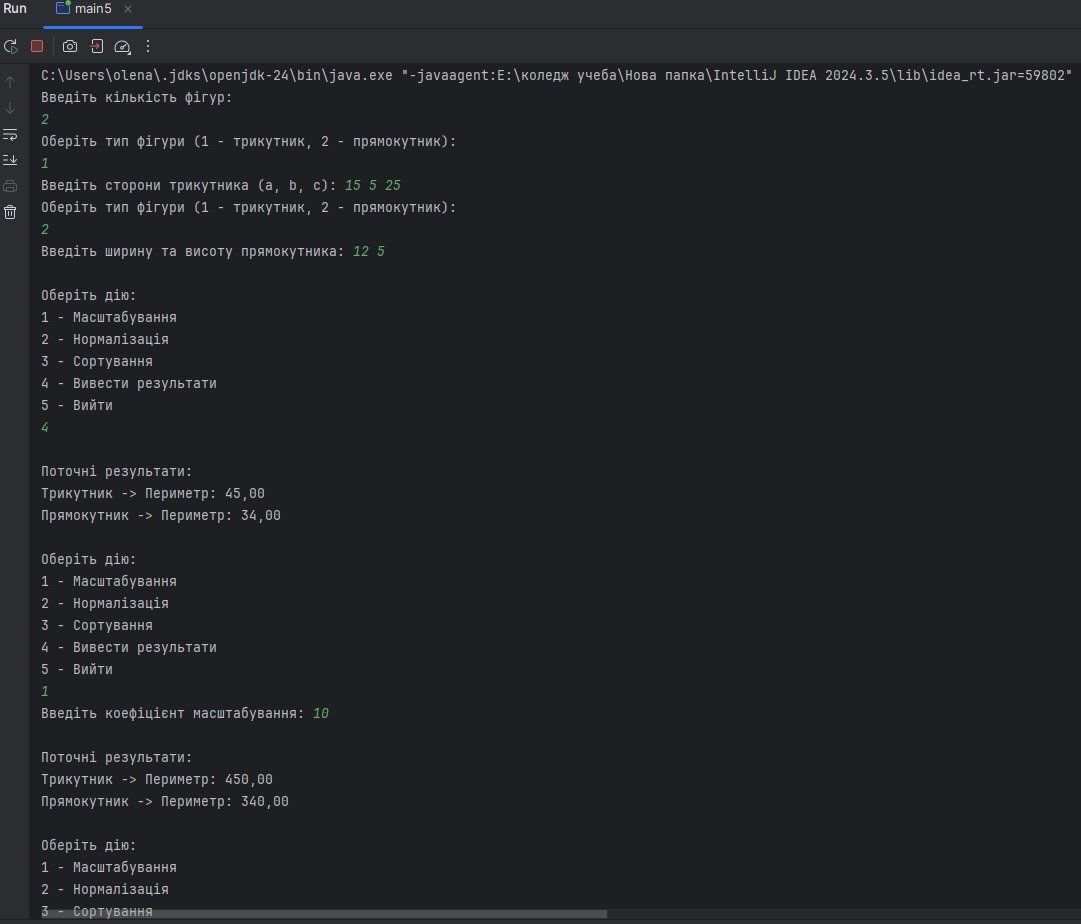 Run main5
C:\Users\olena\.jdks\openjdk-24\bin\java.exe "-javaagent:E:\коледж учеба\Нова папка\IntelliJ IDEA 2024.3.5\lib\idea_rt.jar=59802"
Введіть кількість фігур:
2
Оберіть тип фігури (1 - трикутник, 2 - прямокутник):
1
Введіть сторони трикутника (a, b, c): 15 5 25
Оберіть тип фігури (1 - трикутник, 2 - прямокутник):
2
Введіть ширину та висоту прямокутника: 12 5
Оберіть дію:
1 - Масштабування
2 - Нормалізація
3 - Сортування
4 - Вивести результати
5 - Вийти
4
Поточні результати:
Трикутник -> Периметр: 45,00
Прямокутник -> Периметр: 34,00
Оберіть дію:
1 - Масштабування
2 - Нормалізація
3 - Сортування
4 - Вивести результати
5 - Вийти
1
Введіть коефіцієнт масштабування: 10
Поточні результати:
Трикутник -> Периметр: 450,00
Прямокутник -> Периметр: 340,00
Оберіть дію:
1 - Масштабування
2 - Нормалізація
3 - Сортування